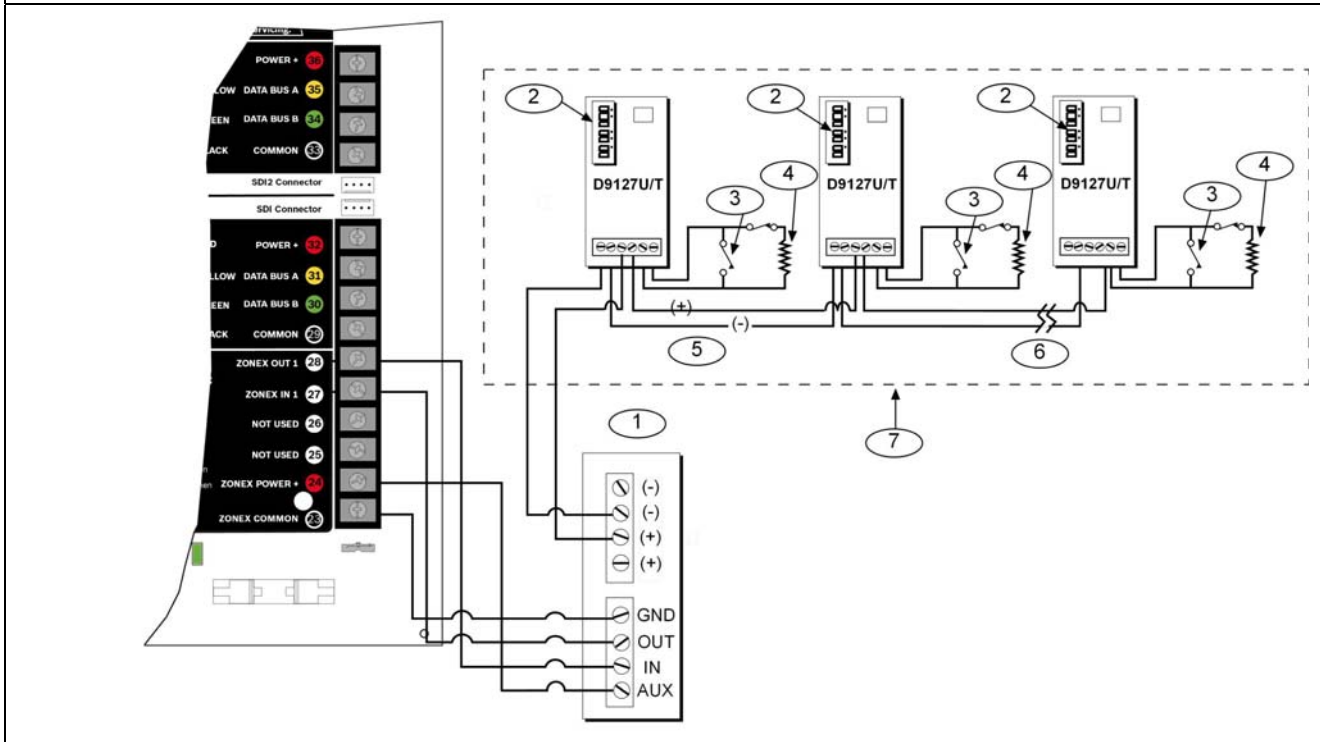 POWER + 36
LOW DATA BUS A 35
EEN DATA BUS B 34
ACK COMMON 33
SDI2 Connector
SDI Connector
D POWER + 32
LLOW DATA BUS A 31
EEN DATA BUS B 30
ACK COMMON 29
ZONEX OUT 1 28
ZONEX IN 1 27
NOT USED 26
NOT USED 25
een ZONEX POWER + 24
ZONEX COMMON 23
2
2
2
D9127U/T
D9127U/T
D9127U/T
3
4
3
4
3
4
(+)
(-)
5
6
7
1
(-)
(-)
(+)
(+)
GND
OUT
IN
AUX